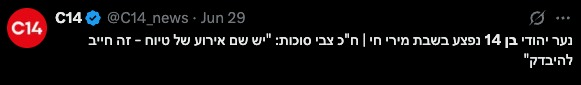 C14
C14 @C14_news · Jun 29
נער יהודי בן 14 נפצע בשבת מירי חי | ח"כ צבי סוכות: "יש שם אירוע של טיוח - זה חייב
להיבדק"